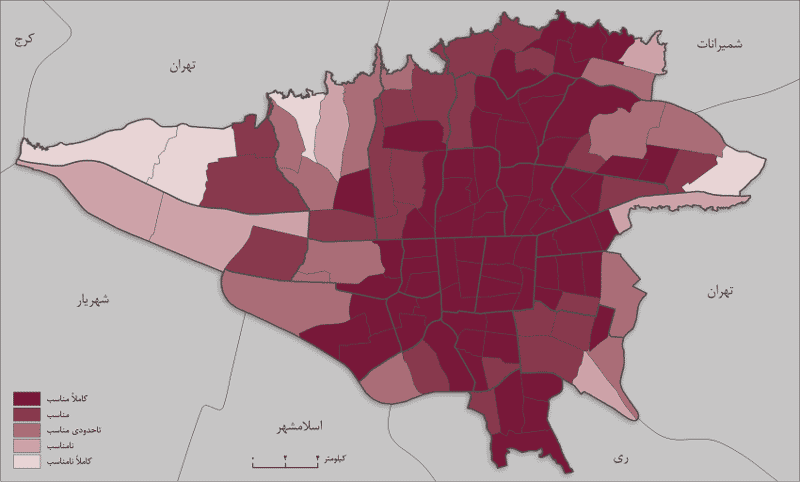 کرج
تهران
شمیرانات
شهریار
تهران
اسلامشهر
ری
کاملاً مناسب
مناسب
تاحدودی مناسب
نامناسب
کاملاً نامناسب
۰ ۲ ۴ کیلومتر